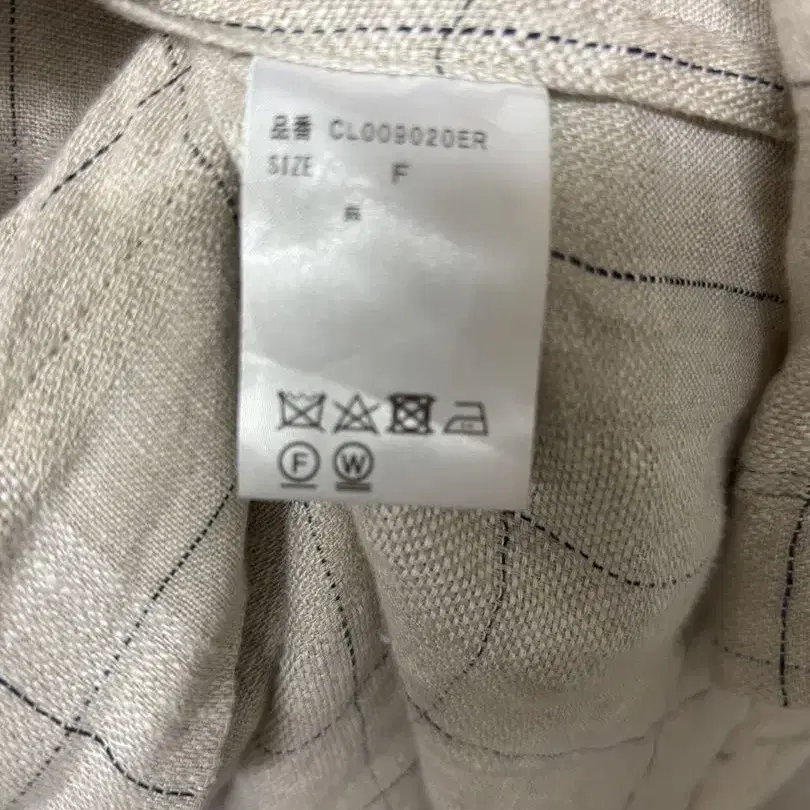 品番 CL009020ER
SIZE F
F W